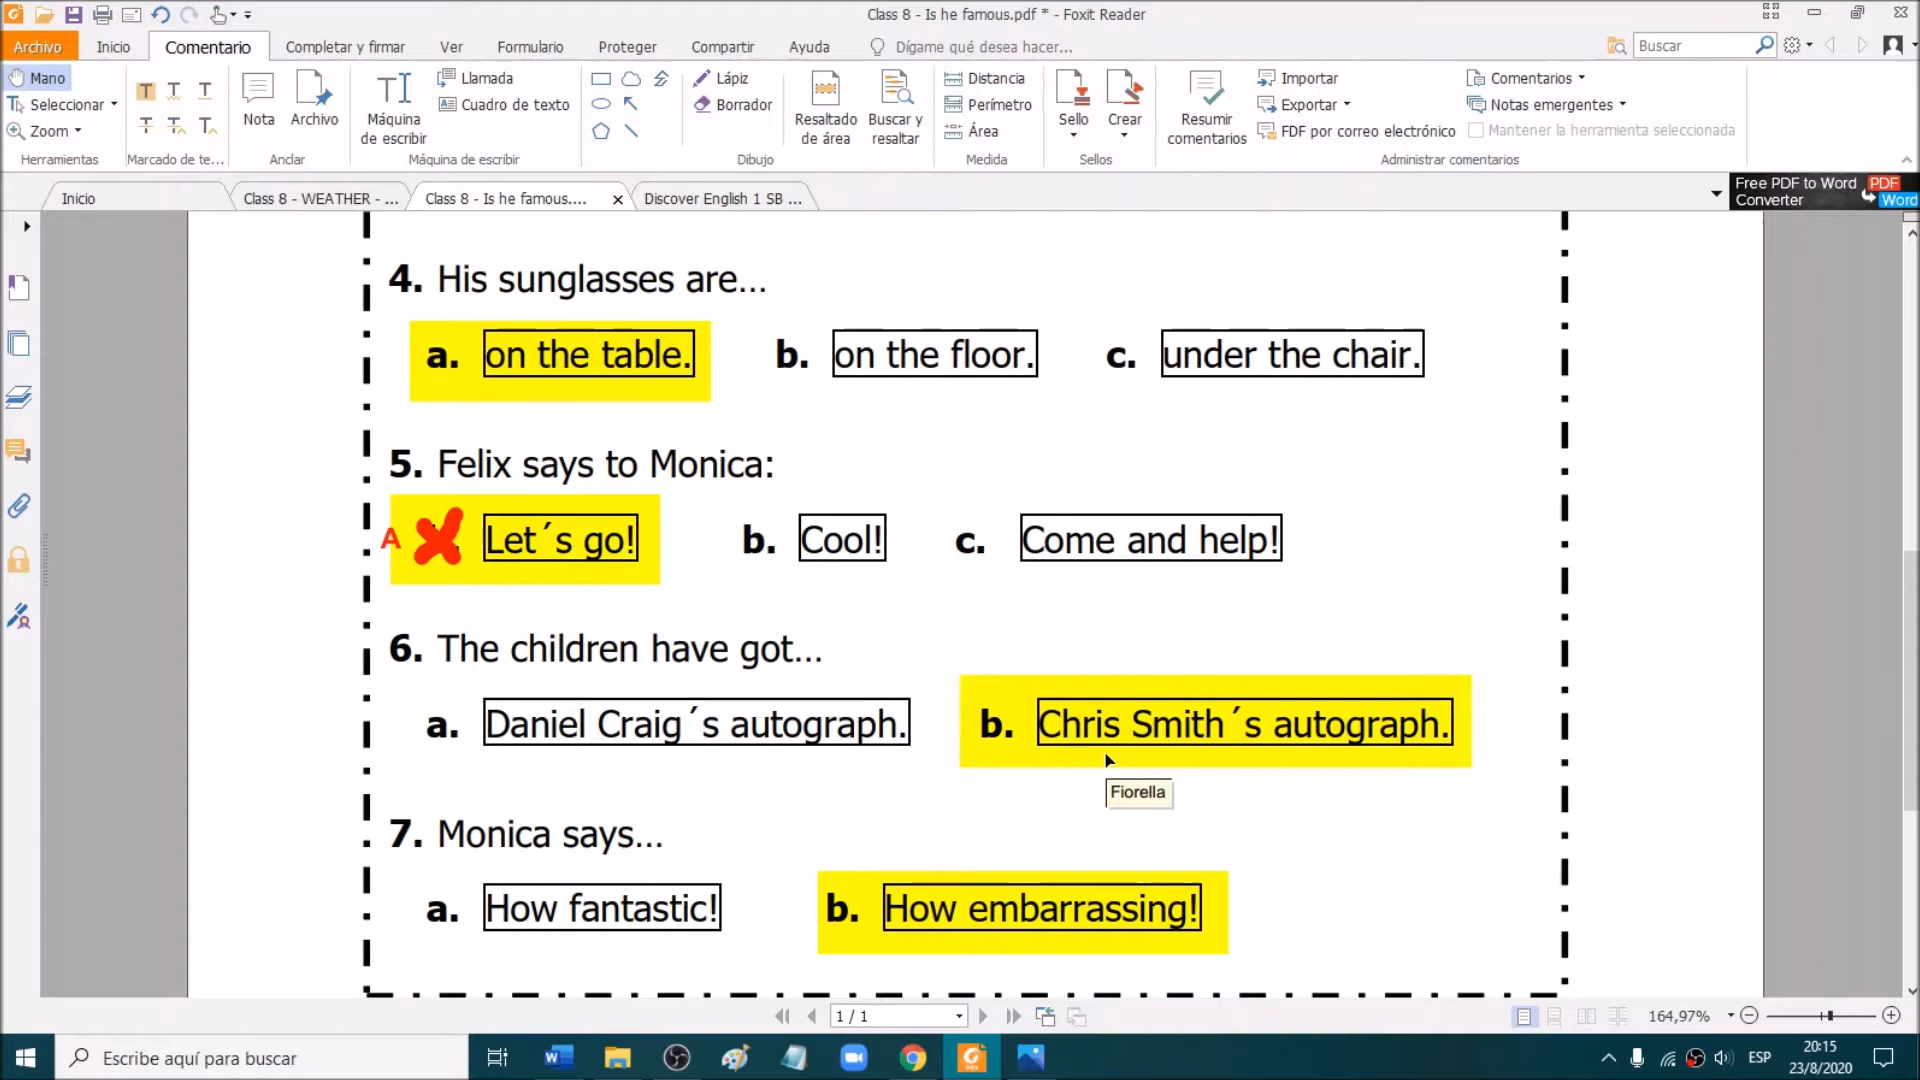 Class 8 - Is he famous.pdf * - Foxit Reader
Archivo Inicio Comentario Completar y firmar Ver Formulario Proteger Compartir Ayuda Dígame qué desea hacer... Buscar
Mano
Seleccionar
Zoom
Herramientas
Marcado de te...
Nota
Archivo
Anclar
Máquina de escribir
Llamada
Cuadro de texto
Máquina de escribir
Lápiz
Borrador
Dibujo
Resaltado de área
Buscar y resaltar
Distancia
Perímetro
Área
Medida
Sello
Crear
Sellos
Resumir comentarios
Importar
Exportar
FDF por correo electrónico
Comentarios
Notas emergentes
Mantener la herramienta seleccionada
Administrar comentarios
Inicio
Class 8 - WEATHER - ...
Class 8 - Is he famous....
Discover English 1 SB ...
Free PDF to Word Converter
PDF
Word
4. His sunglasses are...
a. on the table. b. on the floor. c. under the chair.
5. Felix says to Monica:
A Let´s go! b. Cool! c. Come and help!
6. The children have got...
a. Daniel Craig´s autograph. b. Chris Smith´s autograph.
Fiorella
7. Monica says...
a. How fantastic! b. How embarrassing!
1 / 1
164,97%
Escribe aquí para buscar
ESP
20:15
23/8/2020